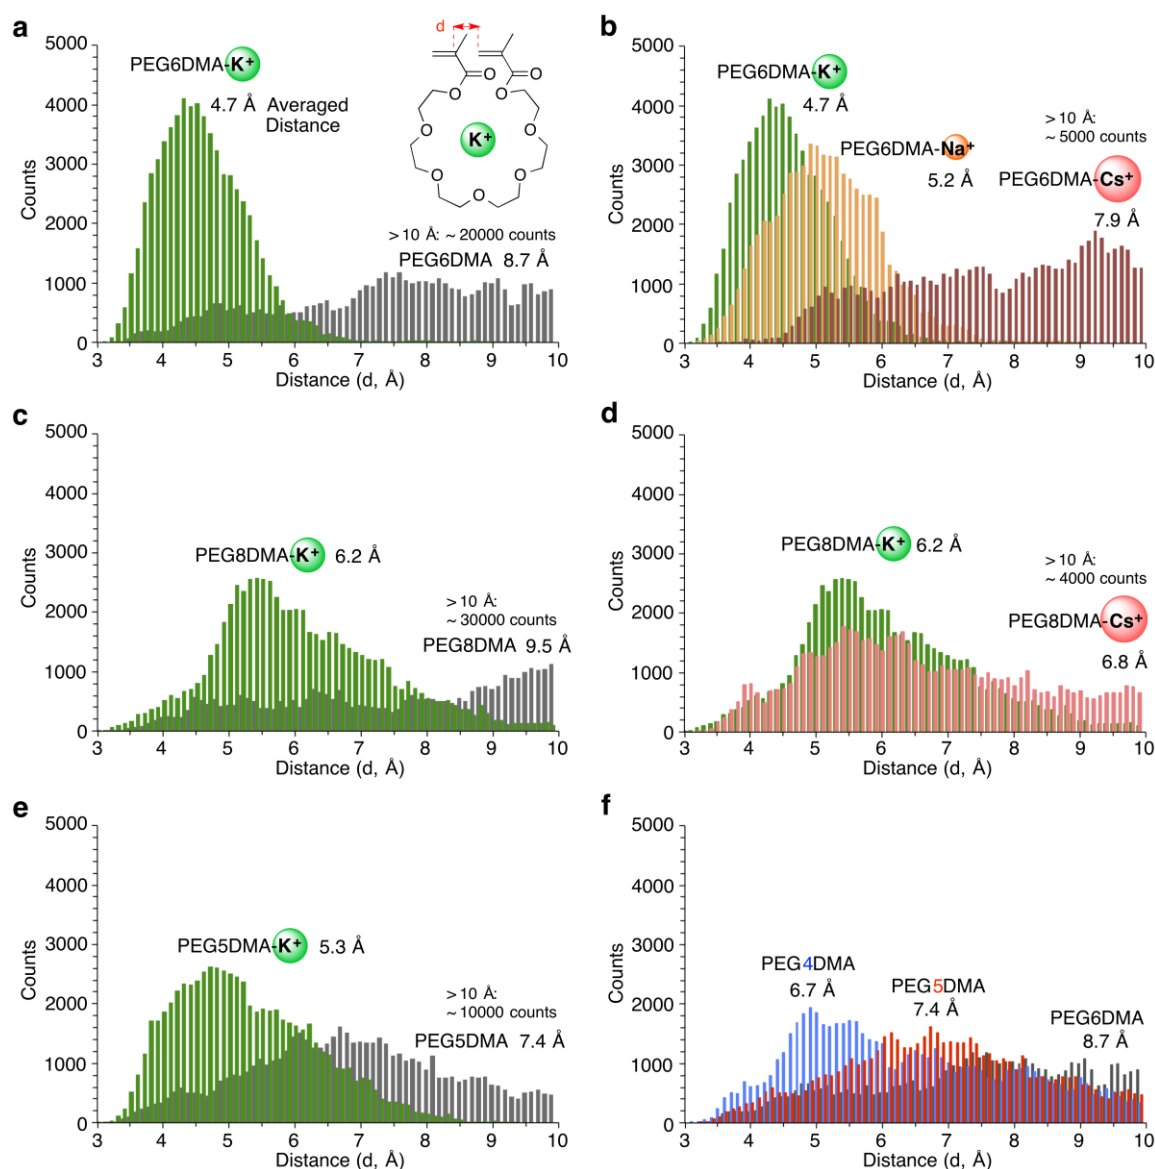 a
5000
4000
3000
2000
1000
0
Counts
PEG6DMA-K+
4.7 Å Averaged
Distance
d
O
O
O
O
K+
O
O
O
O
O
> 10 Å: ~ 20000 counts
PEG6DMA 8.7 Å
3 4 5 6 7 8 9 10
Distance (d, Å)
b
5000
4000
3000
2000
1000
0
Counts
PEG6DMA-K+
4.7 Å
PEG6DMA-Na+
5.2 Å
> 10 Å:
~ 5000 counts
PEG6DMA-Cs+
7.9 Å
3 4 5 6 7 8 9 10
Distance (d, Å)
c
5000
4000
3000
2000
1000
0
Counts
PEG8DMA-K+ 6.2 Å
> 10 Å:
~ 30000 counts
PEG8DMA 9.5 Å
3 4 5 6 7 8 9 10
Distance (d, Å)
d
5000
4000
3000
2000
1000
0
Counts
PEG8DMA-K+ 6.2 Å
> 10 Å:
~ 4000 counts
PEG8DMA-Cs+
6.8 Å
3 4 5 6 7 8 9 10
Distance (d, Å)
e
5000
4000
3000
2000
1000
0
Counts
PEG5DMA-K+ 5.3 Å
> 10 Å:
~ 10000 counts
PEG5DMA 7.4 Å
3 4 5 6 7 8 9 10
Distance (d, Å)
f
5000
4000
3000
2000
1000
0
Counts
PEG4DMA
6.7 Å
PEG5DMA
7.4 Å
PEG6DMA
8.7 Å
3 4 5 6 7 8 9 10
Distance (d, Å)